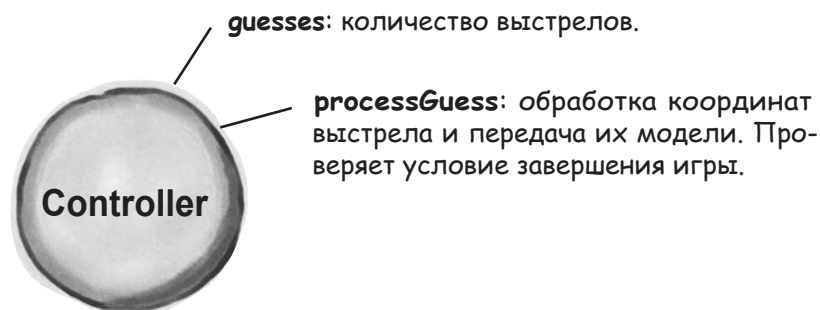 guesses: количество выстрелов.
processGuess: обработка координат
выстрела и передача их модели. Про-
веряет условие завершения игры.
Controller